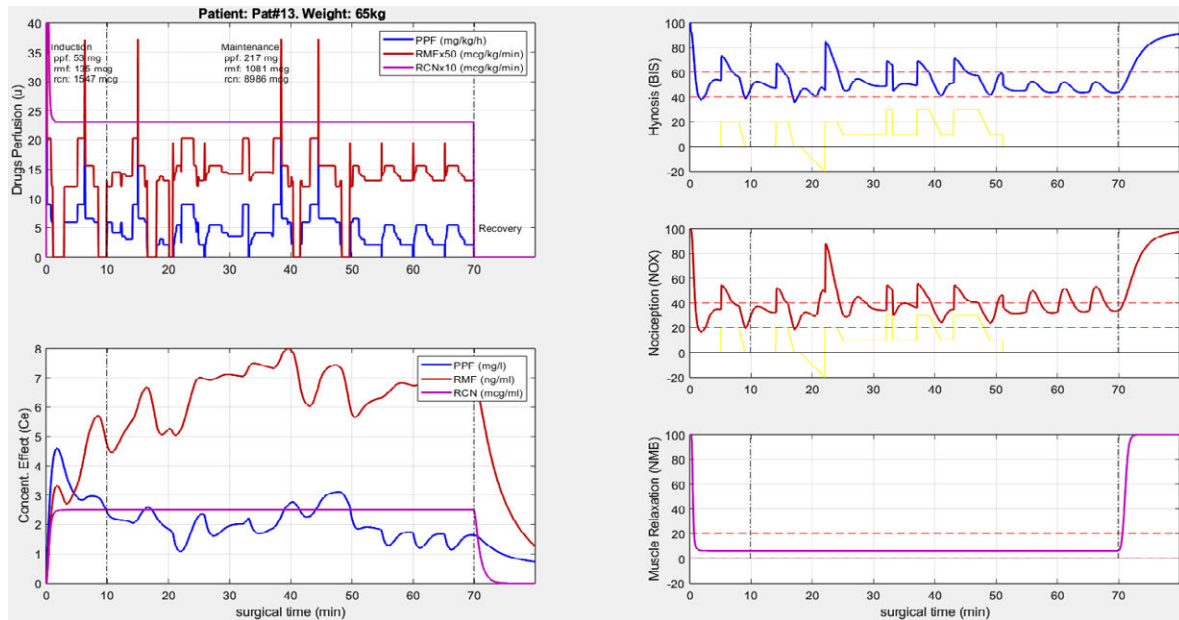 Patient: Pat#13. Weight: 65kg
Drugs Perfusion (u)
40
35
30
25
20
15
10
5
0
Induction
ppf: 53 mg
rmf: 135 mcg
rcn: 1547 mcg
Maintenance
ppf: 217 mg
rmf: 1081 mcg
rcn: 8986 mcg
PPF (mg/kg/h)
RMFx50 (mcg/kg/min)
RCNx10 (mcg/kg/min)
Recovery
0 10 20 30 40 50 60 70
Concent. Effect (Ce)
8
7
6
5
4
3
2
1
0
PPF (mg/l)
RMF (ng/ml)
RCN (mcg/ml)
0 10 20 30 40 50 60 70
surgical time (min)
Hynosis (BIS)
100
80
60
40
20
0
-20
0 10 20 30 40 50 60 70
Nociception (NOX)
100
80
60
40
20
0
-20
0 10 20 30 40 50 60 70
Muscle Relaxation (NMB)
100
80
60
40
20
0
-20
0 10 20 30 40 50 60 70
surgical time (min)